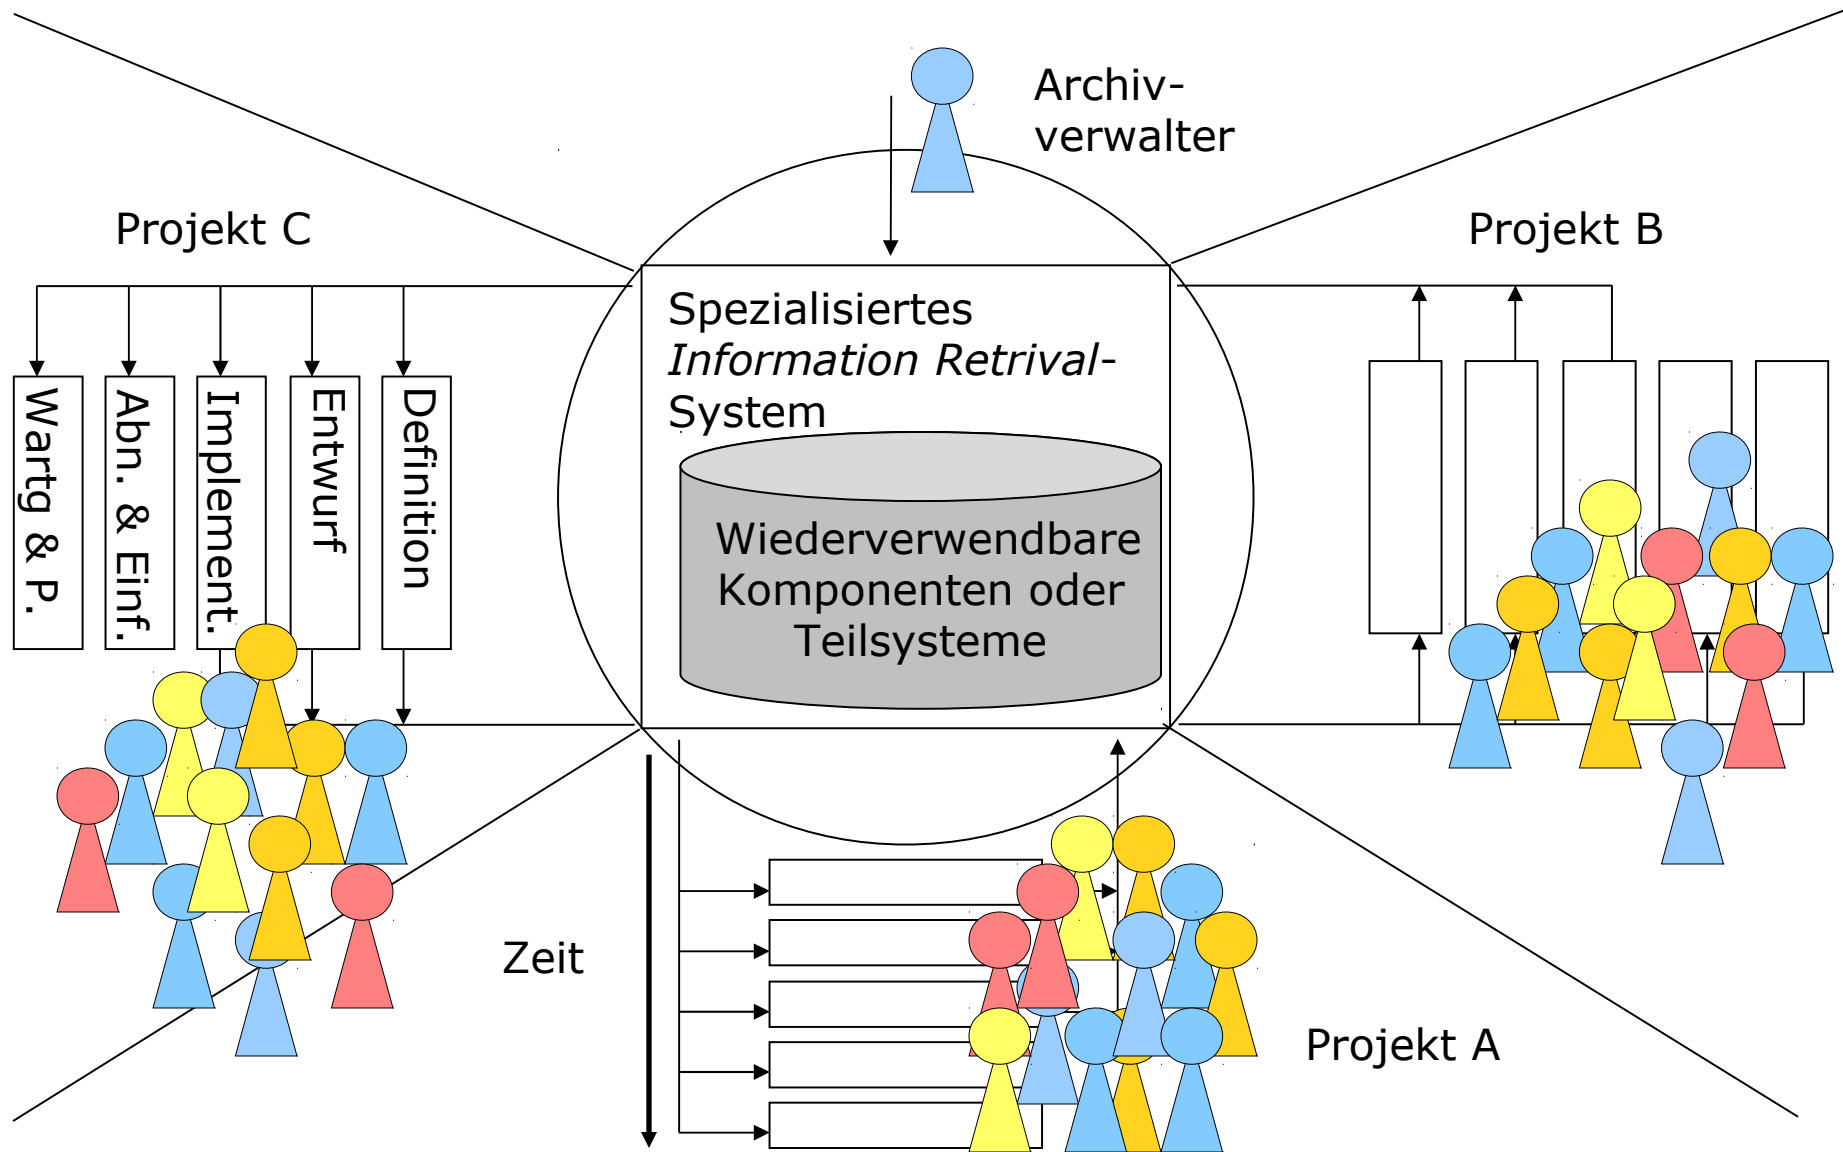 Archiv-
verwalter
Projekt C
Projekt B
Spezialisiertes
Information Retrival-
System
Wiederverwendbare
Komponenten oder
Teilsysteme
Wartg & P.
Abn. & Einf.
Implement.
Entwurf
Definition
Zeit
Projekt A